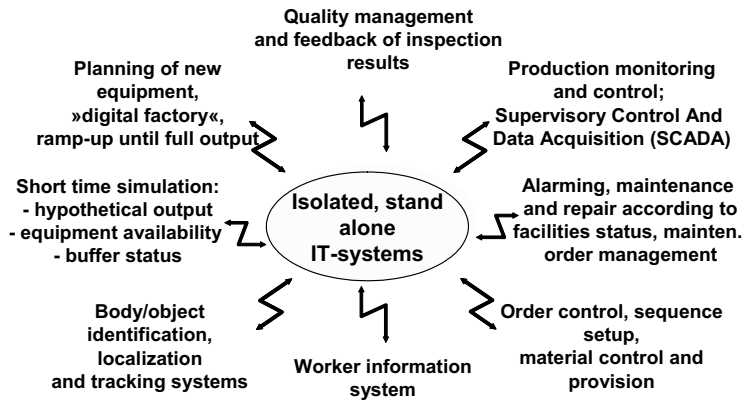 Quality management
and feedback of inspection
results
Planning of new
equipment,
»digital factory«,
ramp-up until full output
Production monitoring
and control;
Supervisory Control And
Data Acquisition (SCADA)
Short time simulation:
- hypothetical output
- equipment availability
- buffer status
Isolated, stand
alone
IT-systems
Alarming, maintenance
and repair according to
facilities status, mainten.
order management
Body/object
identification,
localization
and tracking systems
Worker information
system
Order control, sequence
setup,
material control and
provision